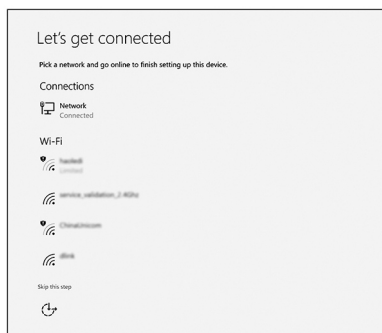 Let's get connected
Pick a network and go online to finish setting up this device.
Connections
Network
Connected
Wi-Fi
haoledi
Limited
service_validation_2.4Ghz
ChinaUnicom
dlink
Skip this step